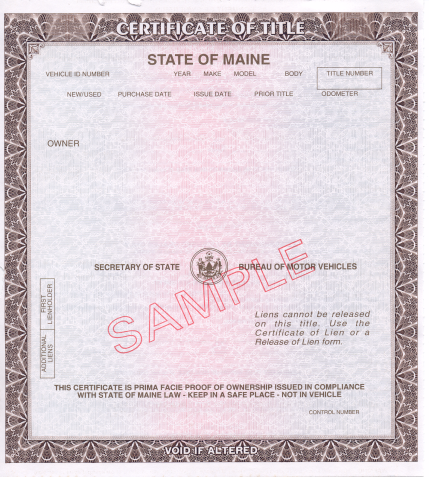 CERTIFICATE OF TITLE
STATE OF MAINE
VEHICLE ID NUMBER YEAR MAKE MODEL BODY TITLE NUMBER
NEW/USED PURCHASE DATE ISSUE DATE PRIOR TITLE ODOMETER
OWNER
SECRETARY OF STATE BUREAU OF MOTOR VEHICLES
SAMPLE
FIRST
LIENHOLDER
ADDITIONAL
LIENS
Liens cannot be released
on this title. Use the
Certificate of Lien or a
Release of Lien form.
THIS CERTIFICATE IS PRIMA FACIE PROOF OF OWNERSHIP ISSUED IN COMPLIANCE
WITH STATE OF MAINE LAW - KEEP IN A SAFE PLACE - NOT IN VEHICLE
CONTROL NUMBER
VOID IF ALTERED